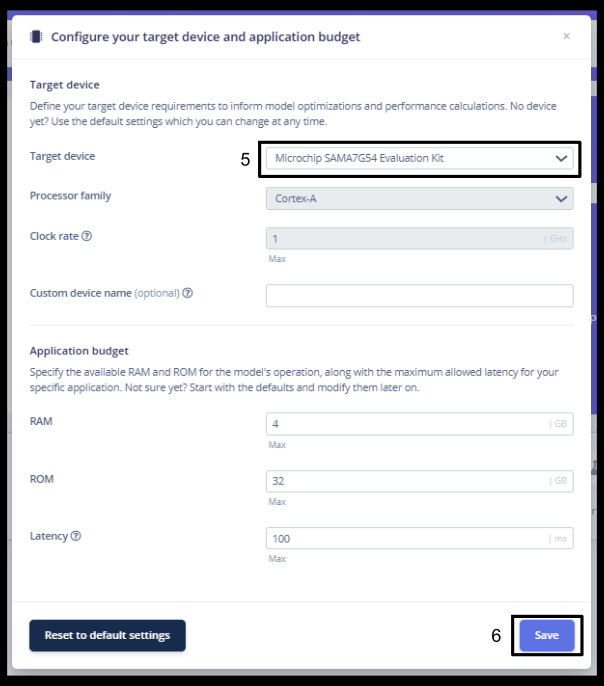 Configure your target device and application budget
×
Target device
Define your target device requirements to inform model optimizations and performance calculations. No device
yet? Use the default settings which you can change at any time.
Target device
5
Microchip SAMA7G54 Evaluation Kit
Processor family
Cortex-A
Clock rate ?
1
| GHz
Max
Custom device name (optional) ?
Application budget
Specify the available RAM and ROM for the model's operation, along with the maximum allowed latency for your
specific application. Not sure yet? Start with the defaults and modify them later on.
RAM
4
| GB
Max
ROM
32
| GB
Max
Latency ?
100
| ms
Max
Reset to default settings
6
Save